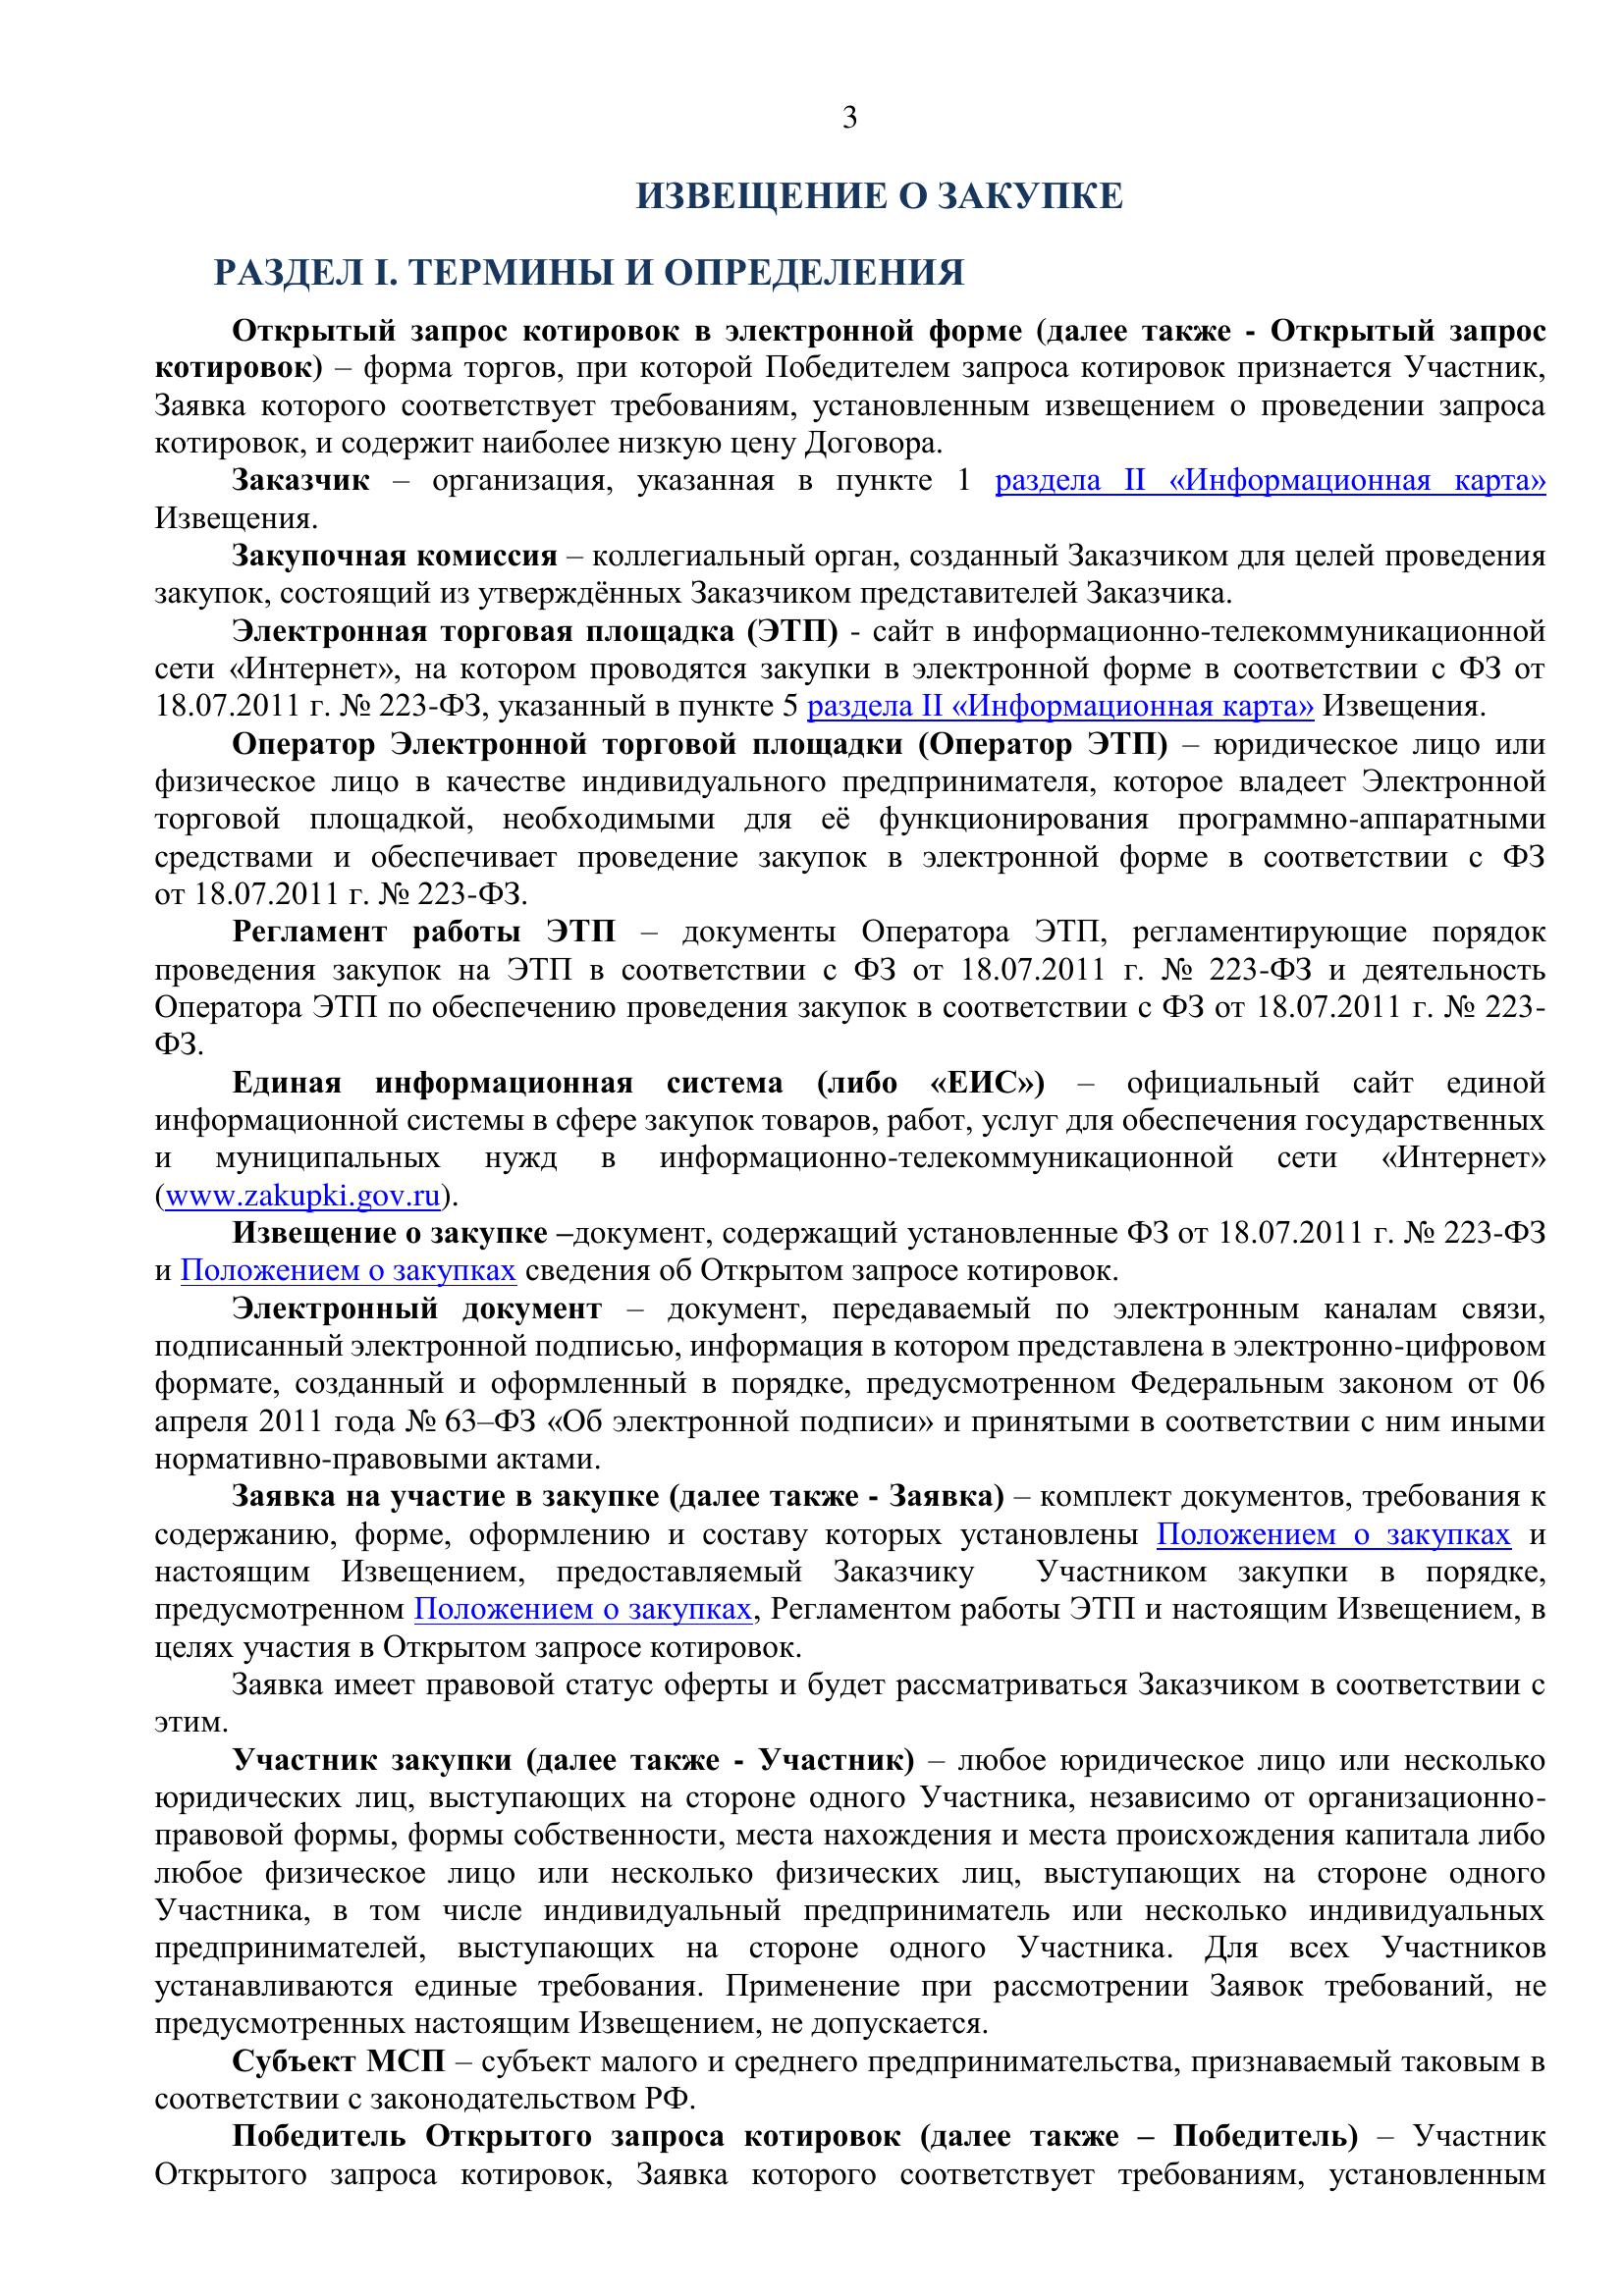 3
ИЗВЕЩЕНИЕ О ЗАКУПКЕ
РАЗДЕЛ I. ТЕРМИНЫ И ОПРЕДЕЛЕНИЯ
Открытый запрос котировок в электронной форме (далее также - Открытый запрос
котировок) – форма торгов, при которой Победителем запроса котировок признается Участник,
Заявка которого соответствует требованиям, установленным извещением о проведении запроса
котировок, и содержит наиболее низкую цену Договора.
Заказчик – организация, указанная в пункте 1 раздела II «Информационная карта»
Извещения.
Закупочная комиссия – коллегиальный орган, созданный Заказчиком для целей проведения
закупок, состоящий из утверждённых Заказчиком представителей Заказчика.
Электронная торговая площадка (ЭТП) - сайт в информационно-телекоммуникационной
сети «Интернет», на котором проводятся закупки в электронной форме в соответствии с ФЗ от
18.07.2011 г. № 223-ФЗ, указанный в пункте 5 раздела II «Информационная карта» Извещения.
Оператор Электронной торговой площадки (Оператор ЭТП) – юридическое лицо или
физическое лицо в качестве индивидуального предпринимателя, которое владеет Электронной
торговой площадкой, необходимыми для её функционирования программно-аппаратными
средствами и обеспечивает проведение закупок в электронной форме в соответствии с ФЗ
от 18.07.2011 г. № 223-ФЗ.
Регламент работы ЭТП – документы Оператора ЭТП, регламентирующие порядок
проведения закупок на ЭТП в соответствии с ФЗ от 18.07.2011 г. № 223-ФЗ и деятельность
Оператора ЭТП по обеспечению проведения закупок в соответствии с ФЗ от 18.07.2011 г. № 223-
ФЗ.
Единая информационная система (либо «ЕИС») – официальный сайт единой
информационной системы в сфере закупок товаров, работ, услуг для обеспечения государственных
и муниципальных нужд в информационно-телекоммуникационной сети «Интернет»
(www.zakupki.gov.ru).
Извещение о закупке –документ, содержащий установленные ФЗ от 18.07.2011 г. № 223-ФЗ
и Положением о закупках сведения об Открытом запросе котировок.
Электронный документ – документ, передаваемый по электронным каналам связи,
подписанный электронной подписью, информация в котором представлена в электронно-цифровом
формате, созданный и оформленный в порядке, предусмотренном Федеральным законом от 06
апреля 2011 года № 63–ФЗ «Об электронной подписи» и принятыми в соответствии с ним иными
нормативно-правовыми актами.
Заявка на участие в закупке (далее также - Заявка) – комплект документов, требования к
содержанию, форме, оформлению и составу которых установлены Положением о закупках и
настоящим Извещением, предоставляемый Заказчику Участником закупки в порядке,
предусмотренном Положением о закупках, Регламентом работы ЭТП и настоящим Извещением, в
целях участия в Открытом запросе котировок.
Заявка имеет правовой статус оферты и будет рассматриваться Заказчиком в соответствии с
этим.
Участник закупки (далее также - Участник) – любое юридическое лицо или несколько
юридических лиц, выступающих на стороне одного Участника, независимо от организационно-
правовой формы, формы собственности, места нахождения и места происхождения капитала либо
любое физическое лицо или несколько физических лиц, выступающих на стороне одного
Участника, в том числе индивидуальный предприниматель или несколько индивидуальных
предпринимателей, выступающих на стороне одного Участника. Для всех Участников
устанавливаются единые требования. Применение при рассмотрении Заявок требований, не
предусмотренных настоящим Извещением, не допускается.
Субъект МСП – субъект малого и среднего предпринимательства, признаваемый таковым в
соответствии с законодательством РФ.
Победитель Открытого запроса котировок (далее также – Победитель) – Участник
Открытого запроса котировок, Заявка которого соответствует требованиям, установленным